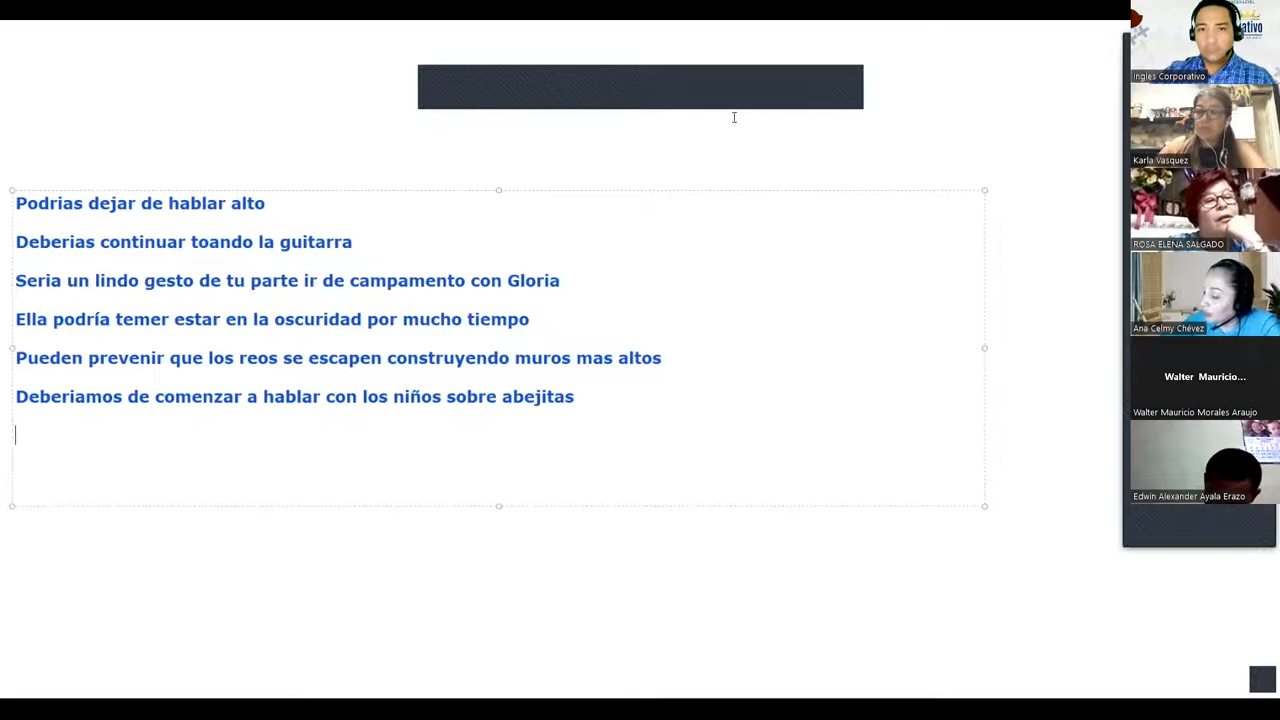 ativo
Ingles Corporativo
Karla Vasquez
ROSA ELENA SALGADO
Ana Celmy Chévez
Walter Mauricio...
Walter Mauricio Morales Araujo
Edwin Alexander Ayala Erazo
Podrias dejar de hablar alto
Deberias continuar toando la guitarra
Seria un lindo gesto de tu parte ir de campamento con Gloria
Ella podría temer estar en la oscuridad por mucho tiempo
Pueden prevenir que los reos se escapen construyendo muros mas altos
Deberiamos de comenzar a hablar con los niños sobre abejitas